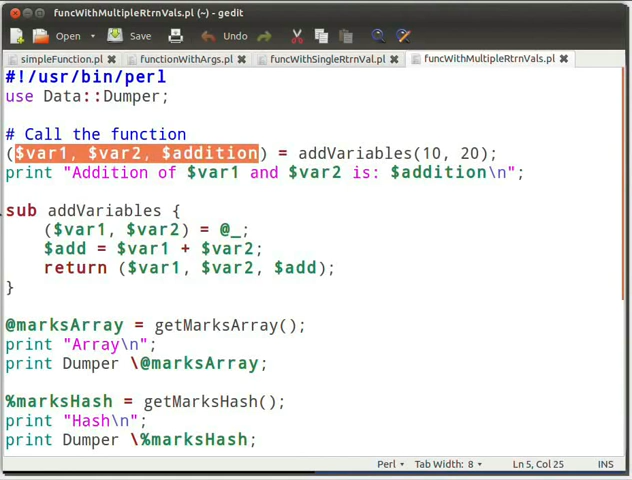 funcWithMultipleRtrnVals.pl (~) - gedit
Open Save Undo
simpleFunction.pl functionWithArgs.pl funcWithSingleRtrnVal.pl funcWithMultipleRtrnVals.pl
#!/usr/bin/perl
use Data::Dumper;
# Call the function
($var1, $var2, $addition) = addVariables(10, 20);
print "Addition of $var1 and $var2 is: $addition\n";
sub addVariables {
($var1, $var2) = @_;
$add = $var1 + $var2;
return ($var1, $var2, $add);
}
@marksArray = getMarksArray();
print "Array\n";
print Dumper \@marksArray;
%marksHash = getMarksHash();
print "Hash\n";
print Dumper \%marksHash;
Perl Tab Width: 8 Ln 5, Col 25 INS